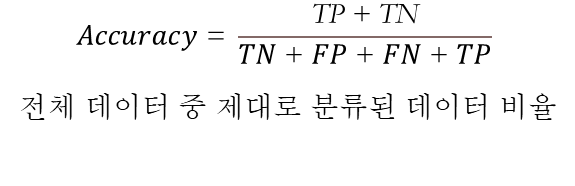 Accuracy = TP + TN / TN + FP + FN + TP
전체 데이터 중 제대로 분류된 데이터 비율